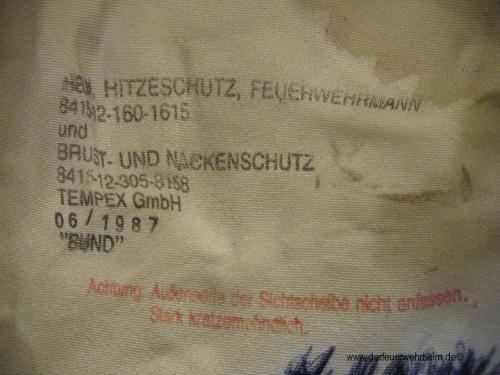 HELM, HITZESCHUTZ, FEUERWEHRMANN
8415-12-160-1615
und
BRUST- UND NACKENSCHUTZ
8415-12-305-8158
TEMPEX GmbH
06/1987
"BUND"
Achtung: Außenseite der Sichtscheibe nicht anfassen.
Stark kratzempfindlich.
www.derfeuerwehrhelm.de©